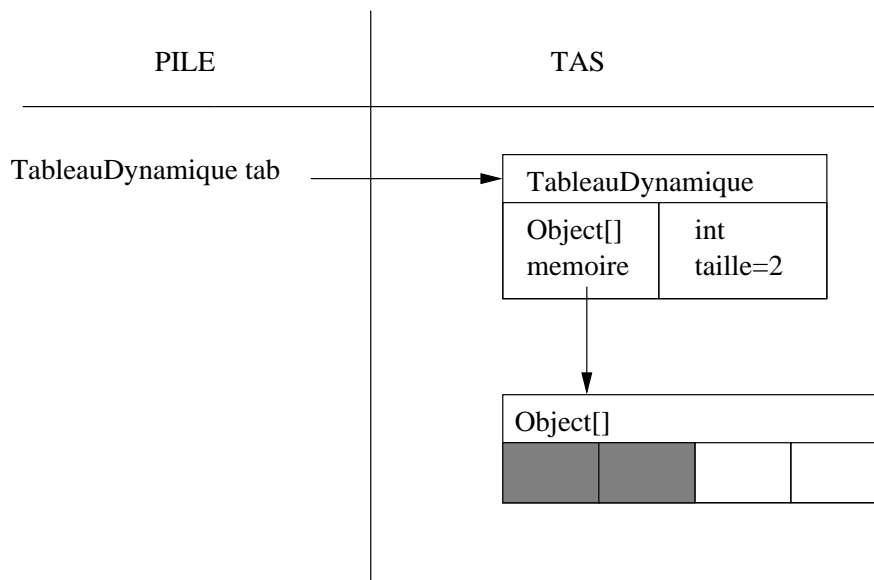 PILE
TAS
TableauDynamique tab
TableauDynamique
Object[]
memoire
int
taille=2
Object[]